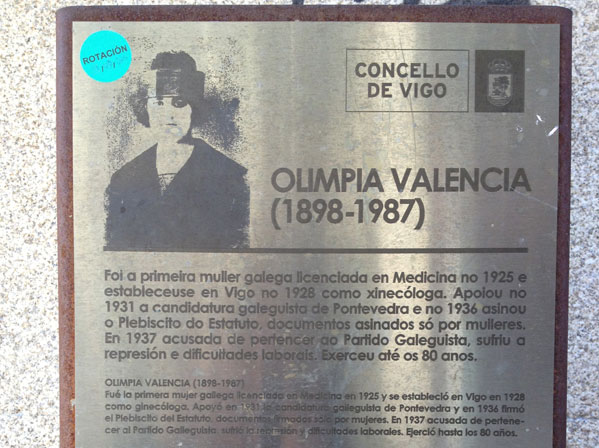 ROTACIÓN
CONCELLO
DE VIGO
OLIMPIA VALENCIA
(1898-1987)
Foi a primeira muller galega licenciada en Medicina no 1925 e
estableceuse en Vigo no 1928 como xinecóloga. Apoiou no
1931 a candidatura galeguista de Pontevedra e no 1936 asinou
o Plebiscito do Estatuto, documentos asinados só por mulleres.
En 1937 acusada de pertencer ao Partido Galeguista, sufriu a
represión e dificultades laborais. Exerceu até os 80 anos.
OLIMPIA VALENCIA (1898-1987)
Fué la primera mujer gallega licenciada en Medicina en 1925 y se estableció en Vigo en 1928
como ginecóloga. Apoyó en 1931 la candidatura galeguista de Pontevedra y en 1936 firmó
el Plebiscito del Estatuto, documentos firmados sólo por mujeres. En 1937 acusada de pertene-
cer al Partido Galleguista, sufrió la represión y dificultades laborales. Ejerció hasta los 80 años.